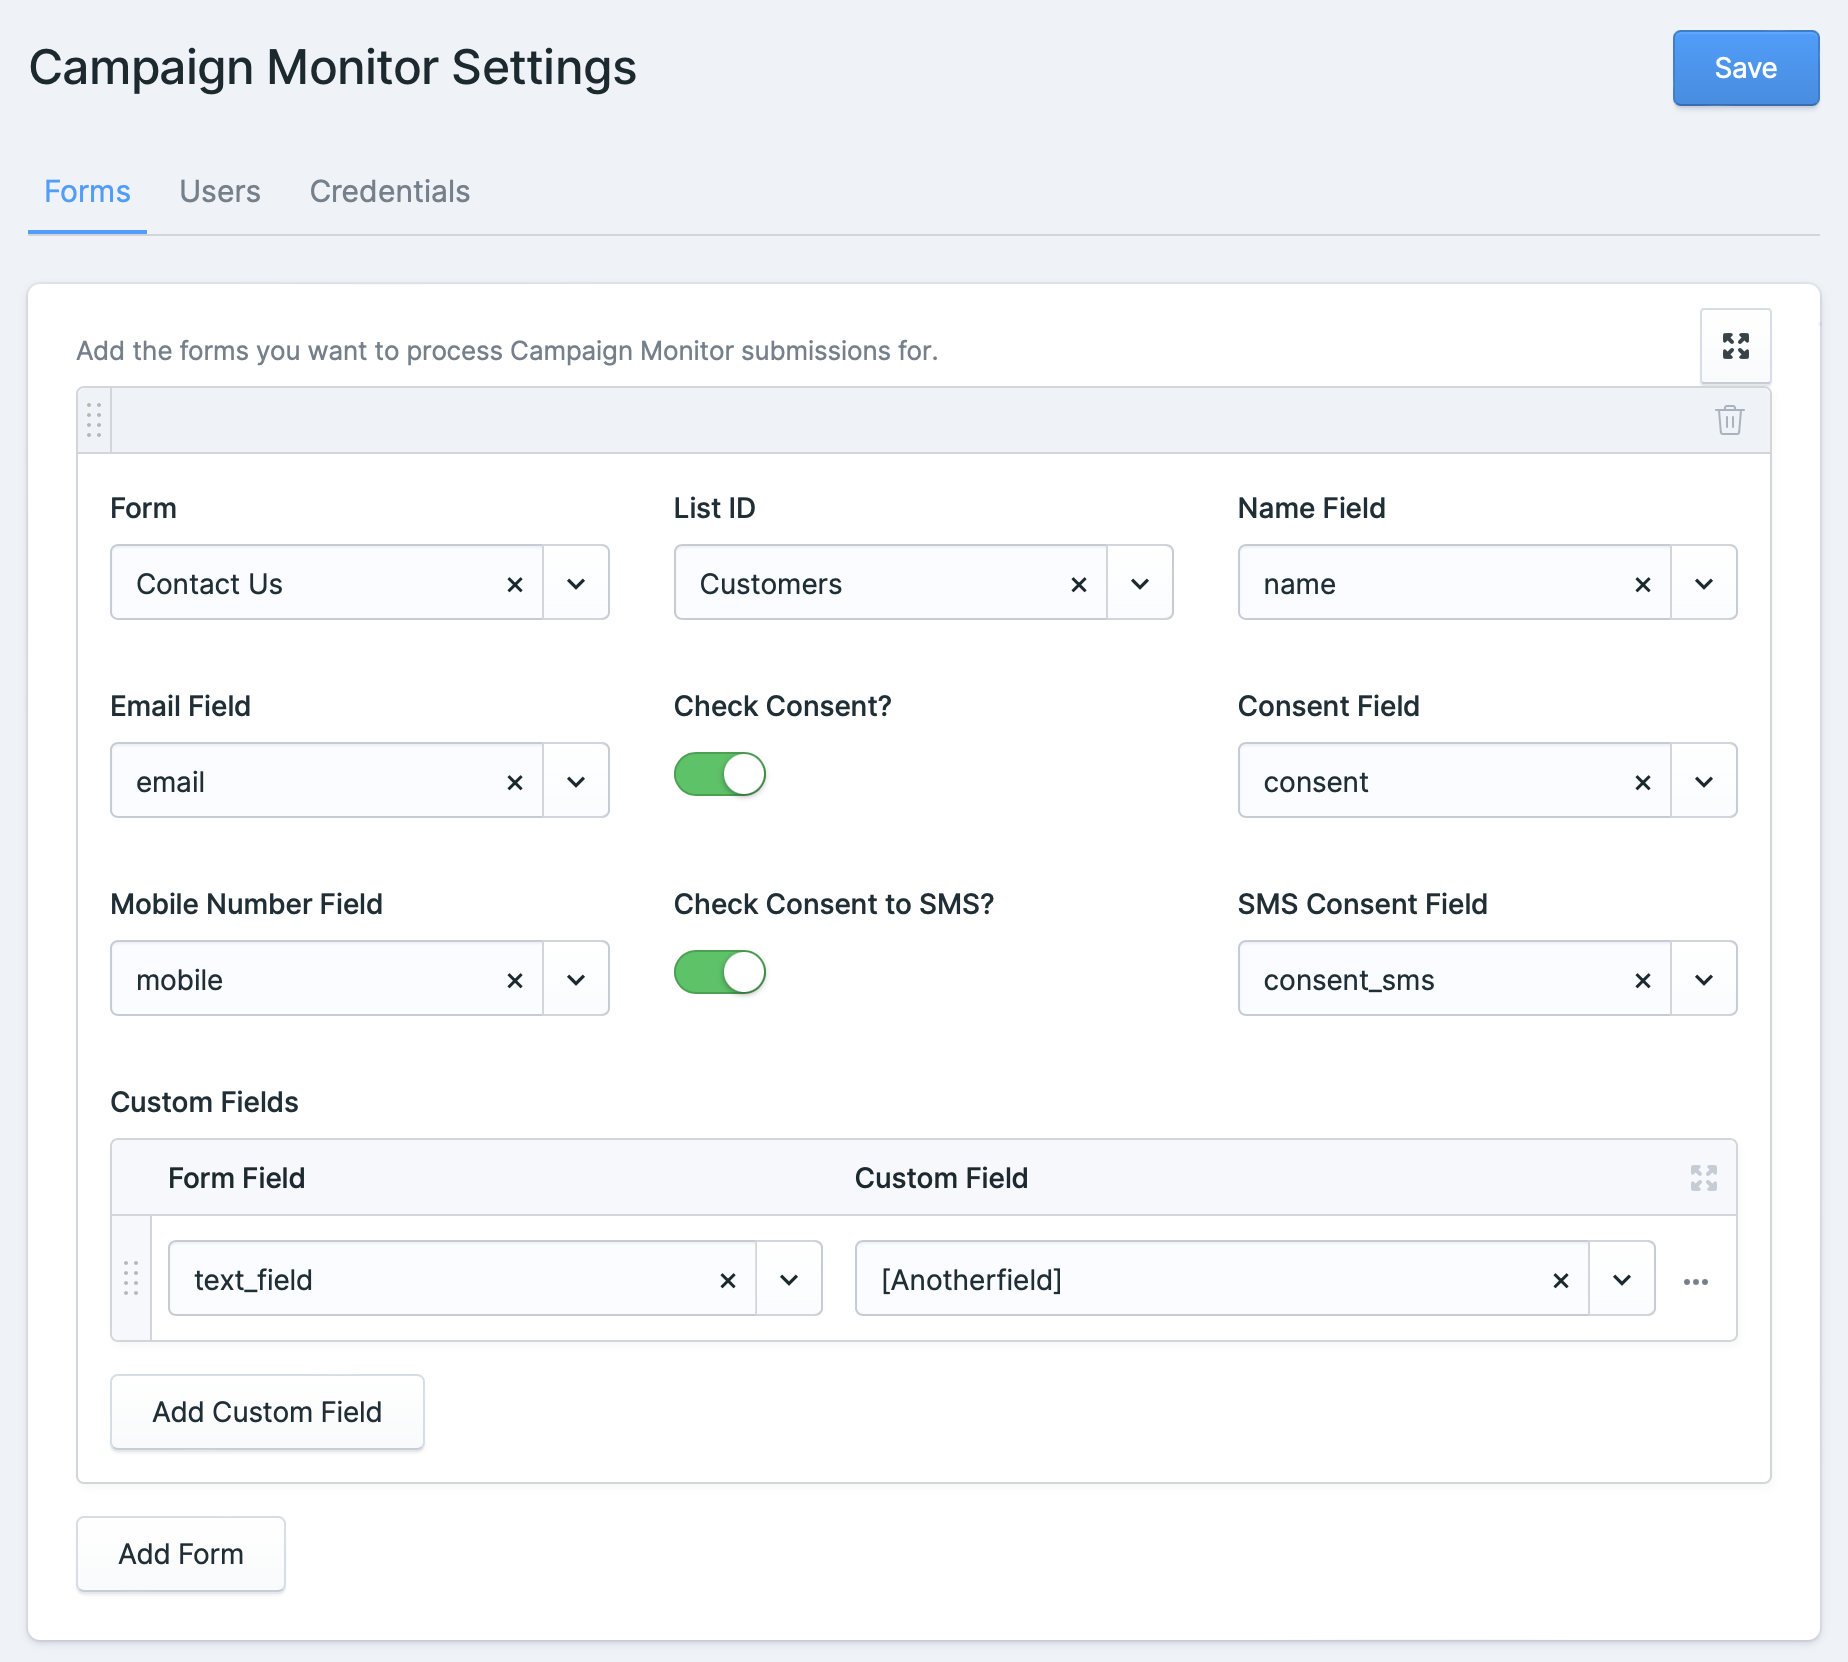 Campaign Monitor Settings
Save
Forms Users Credentials
Add the forms you want to process Campaign Monitor submissions for.
Form List ID Name Field
Contact Us Customers name
Email Field Check Consent? Consent Field
email consent
Mobile Number Field Check Consent to SMS? SMS Consent Field
mobile consent_sms
Custom Fields
Form Field Custom Field
text_field [Anotherfield]
Add Custom Field
Add Form